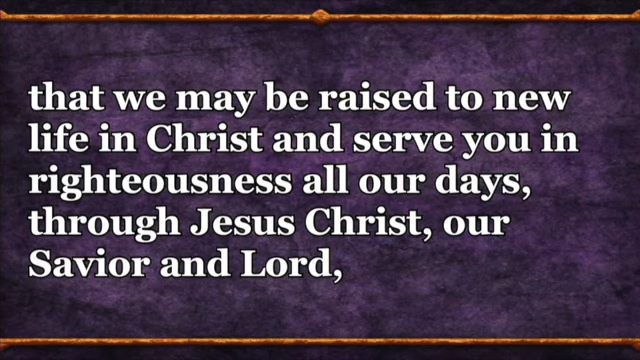 that we may be raised to new
life in Christ and serve you in
righteousness all our days,
through Jesus Christ, our
Savior and Lord,